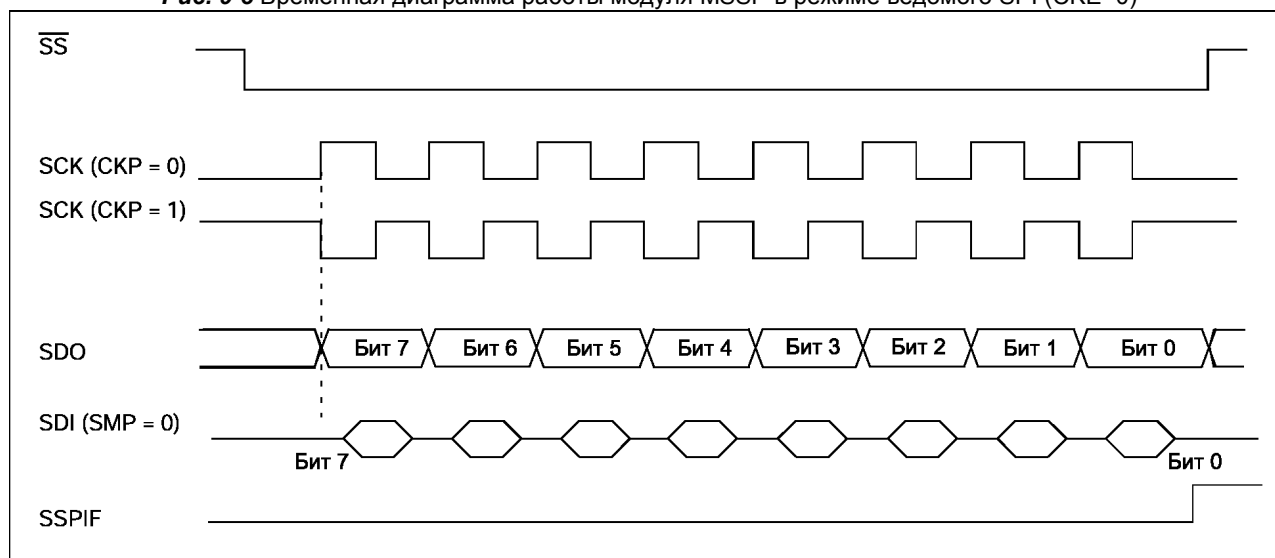 Рис. 9-3 Временная диаграмма работы модуля MSSP в режиме ведомого SPI (CKE=0)
SS
SCK (CKP = 0)
SCK (CKP = 1)
SDO
Бит 7 Бит 6 Бит 5 Бит 4 Бит 3 Бит 2 Бит 1 Бит 0
SDI (SMP = 0)
Бит 7 Бит 0
SSPIF